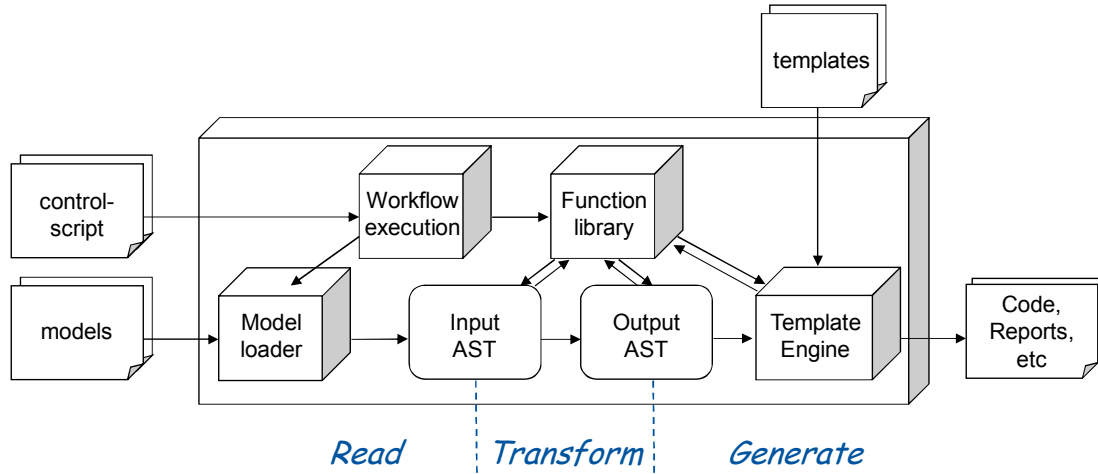 templates
control-
script
Workflow
execution
Function
library
models
Model
loader
Input
AST
Output
AST
Template
Engine
Code,
Reports,
etc
Read
Transform
Generate